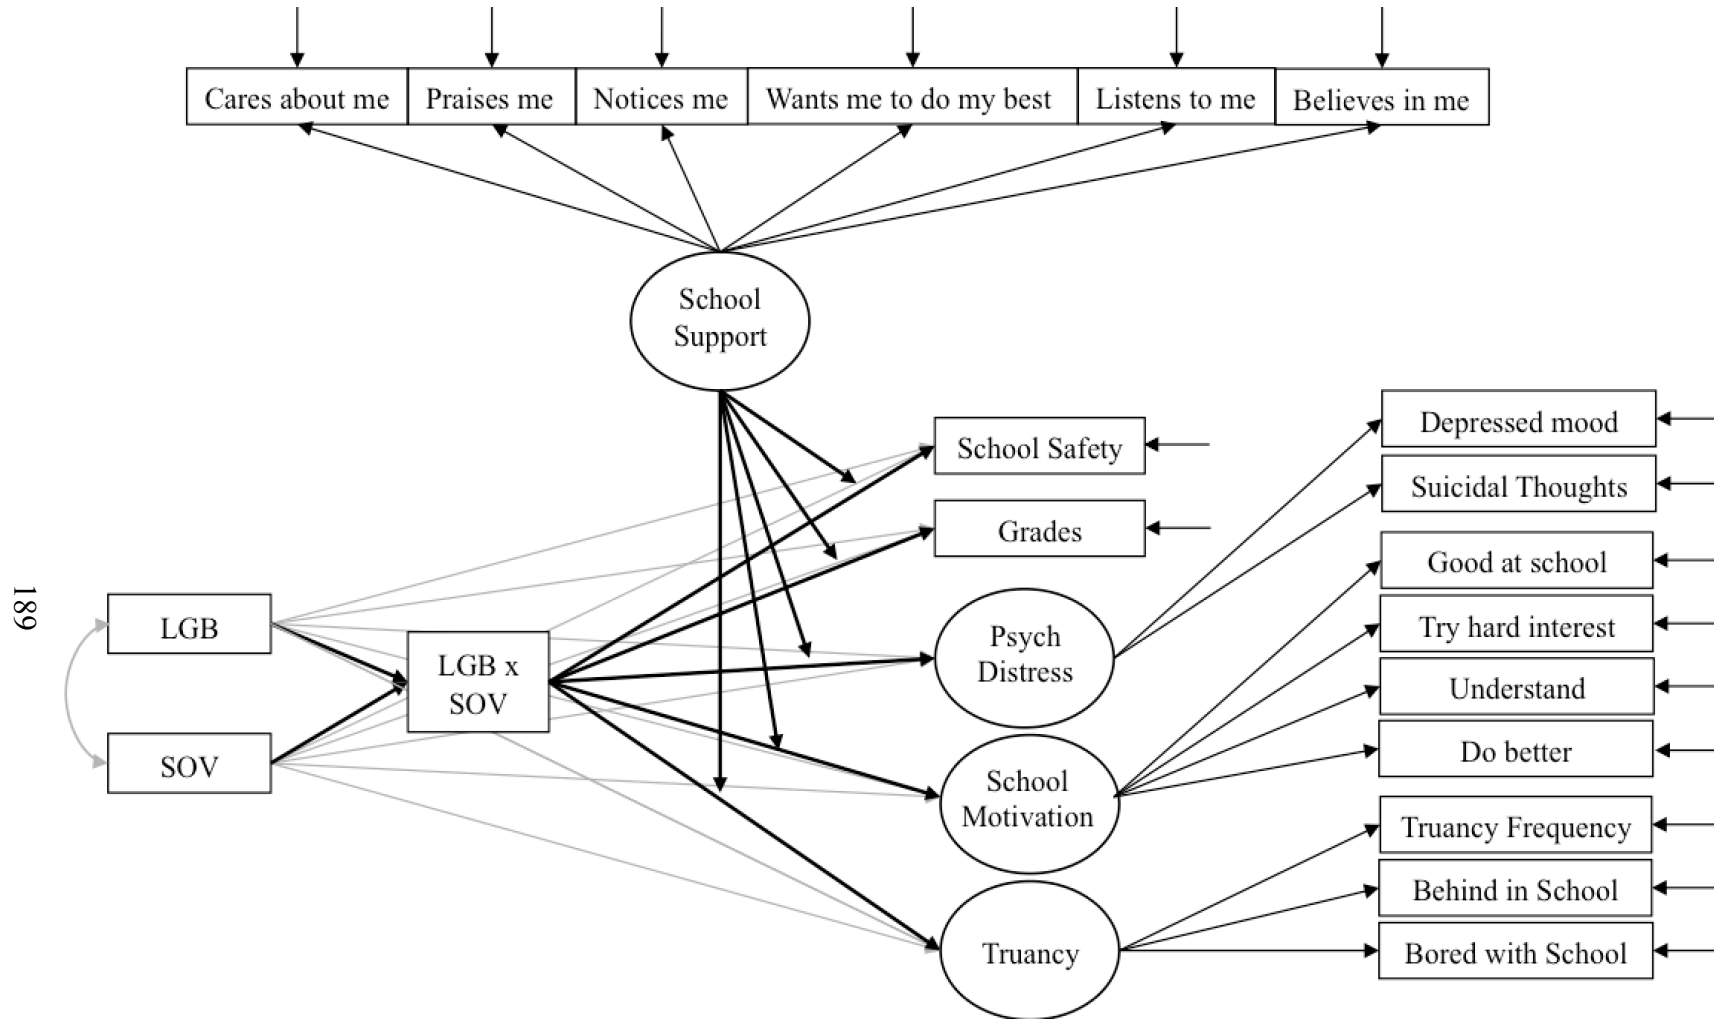 Cares about me
Praises me
Notices me
Wants me to do my best
Listens to me
Believes in me
School
Support
School Safety
Grades
Psych
Distress
School
Motivation
Truancy
LGB
SOV
LGB x
SOV
Depressed mood
Suicidal Thoughts
Good at school
Try hard interest
Understand
Do better
Truancy Frequency
Behind in School
Bored with School
189